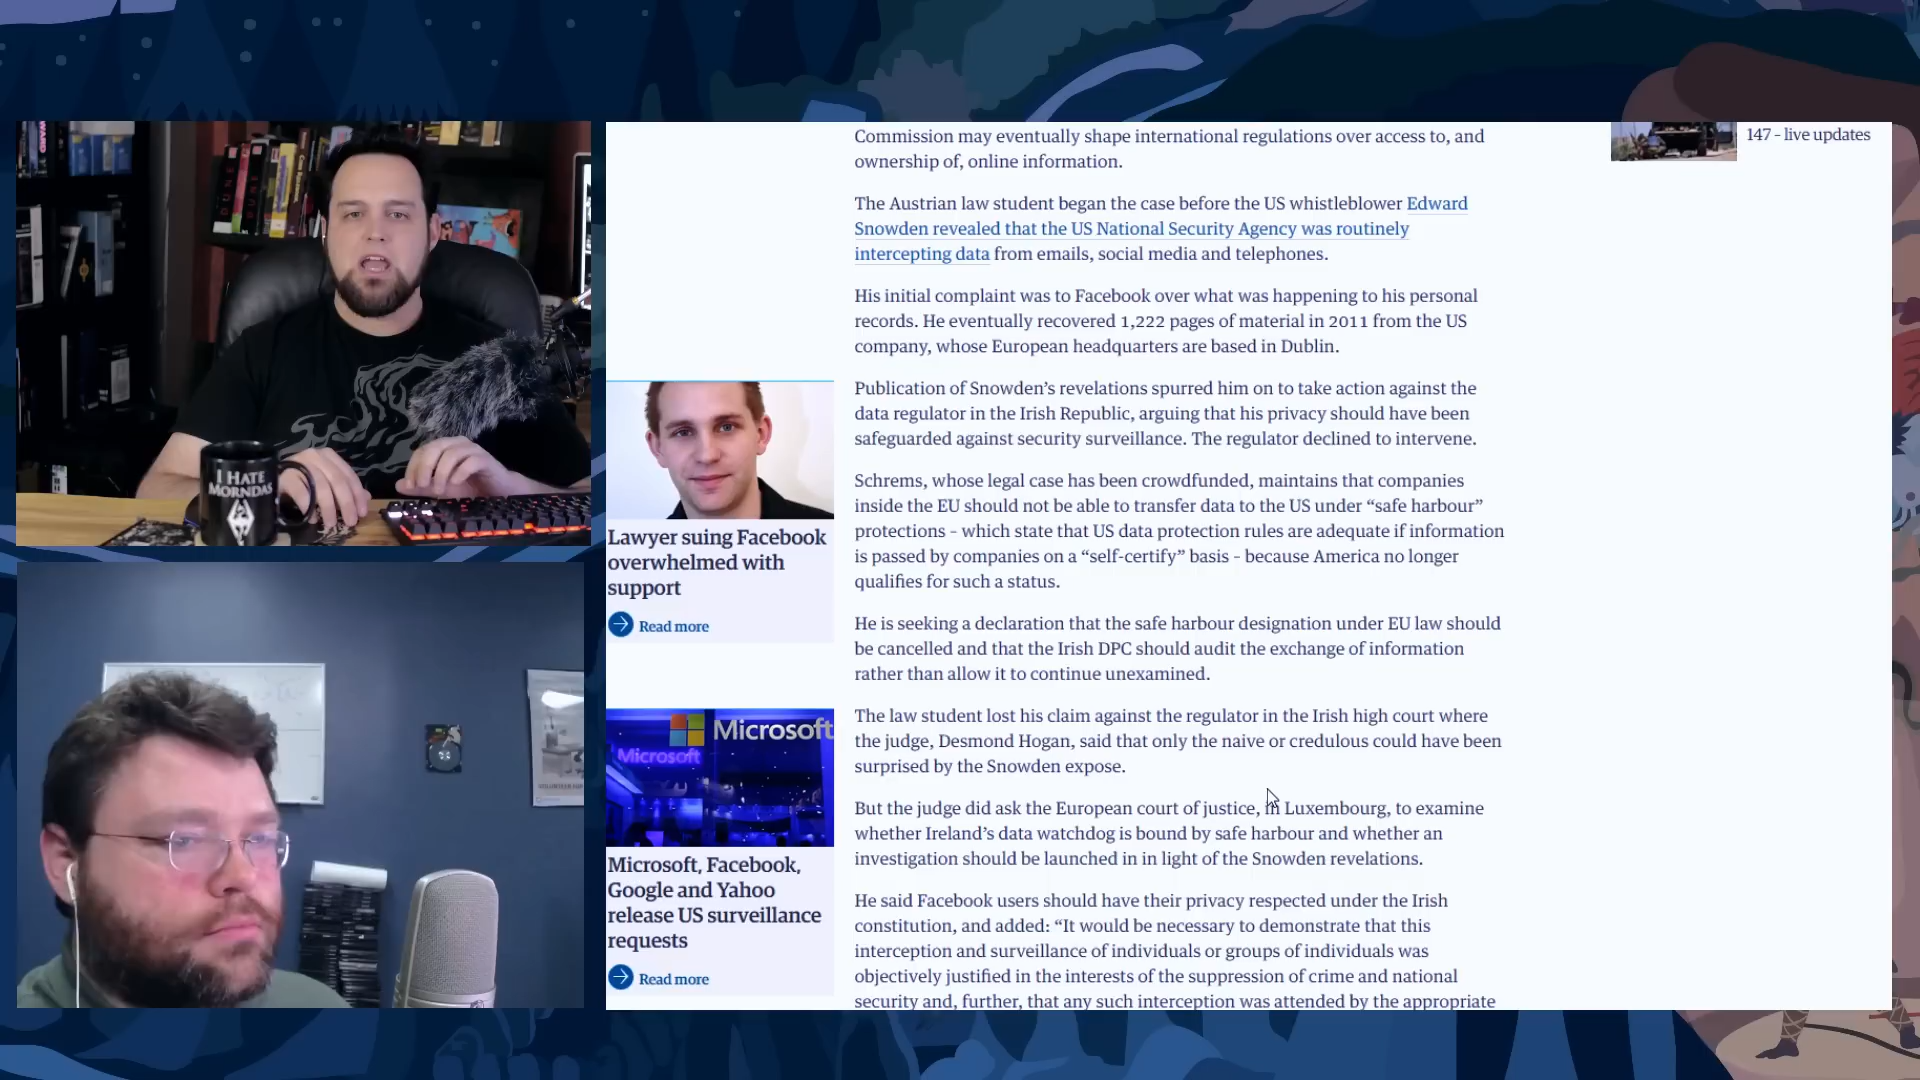 Commission may eventually shape international regulations over access to, and
ownership of, online information.
147 – live updates
The Austrian law student began the case before the US whistleblower Edward
Snowden revealed that the US National Security Agency was routinely
intercepting data from emails, social media and telephones.
His initial complaint was to Facebook over what was happening to his personal
records. He eventually recovered 1,222 pages of material in 2011 from the US
company, whose European headquarters are based in Dublin.
Publication of Snowden’s revelations spurred him on to take action against the
data regulator in the Irish Republic, arguing that his privacy should have been
safeguarded against security surveillance. The regulator declined to intervene.
Schrems, whose legal case has been crowdfunded, maintains that companies
inside the EU should not be able to transfer data to the US under “safe harbour”
protections – which state that US data protection rules are adequate if information
is passed by companies on a “self-certify” basis – because America no longer
qualifies for such a status.
He is seeking a declaration that the safe harbour designation under EU law should
be cancelled and that the Irish DPC should audit the exchange of information
rather than allow it to continue unexamined.
The law student lost his claim against the regulator in the Irish high court where
the judge, Desmond Hogan, said that only the naive or credulous could have been
surprised by the Snowden expose.
But the judge did ask the European court of justice, in Luxembourg, to examine
whether Ireland’s data watchdog is bound by safe harbour and whether an
investigation should be launched in in light of the Snowden revelations.
He said Facebook users should have their privacy respected under the Irish
constitution, and added: “It would be necessary to demonstrate that this
interception and surveillance of individuals or groups of individuals was
objectively justified in the interests of the suppression of crime and national
security and, further, that any such interception was attended by the appropriate
Lawyer suing Facebook
overwhelmed with
support
Read more
Microsoft
Microsoft
Microsoft, Facebook,
Google and Yahoo
release US surveillance
requests
Read more
I HATE
MORNDAS